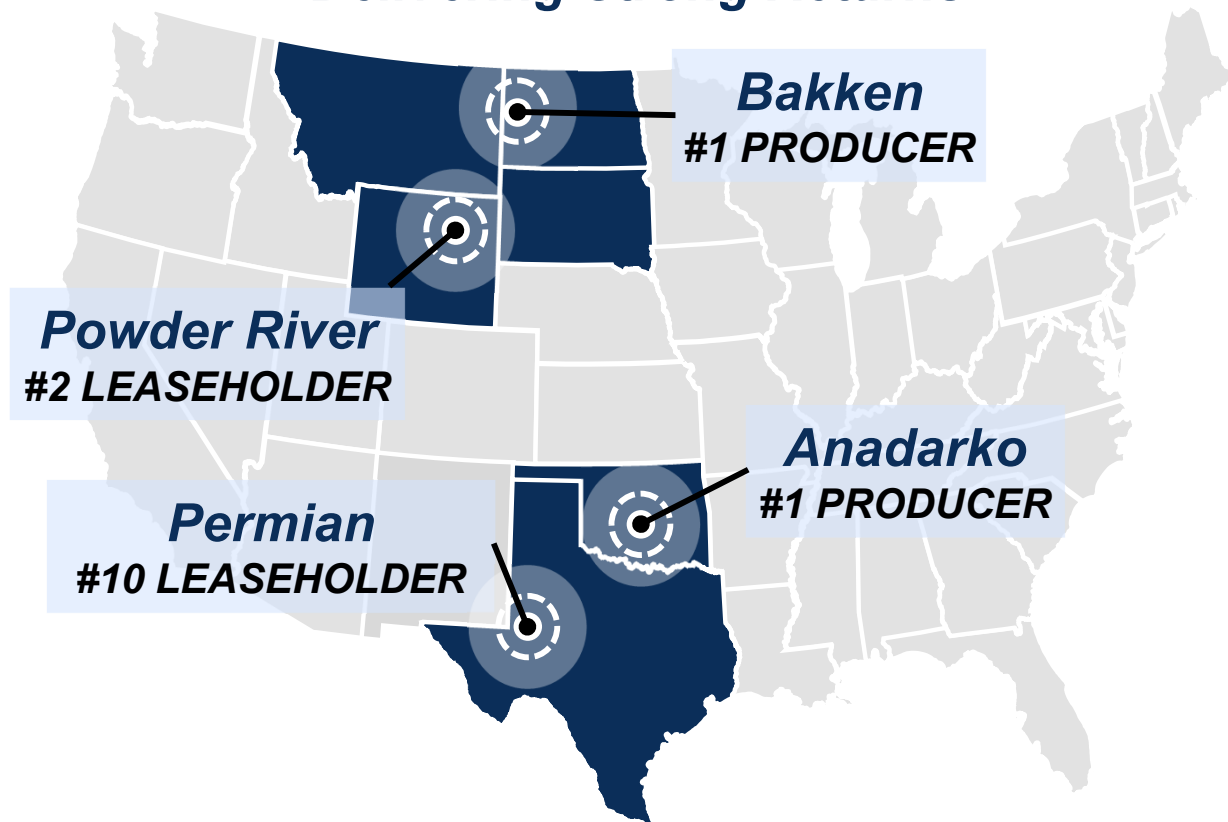 Bakken
#1 PRODUCER
Powder River
#2 LEASEHOLDER
Anadarko
#1 PRODUCER
Permian
#10 LEASEHOLDER